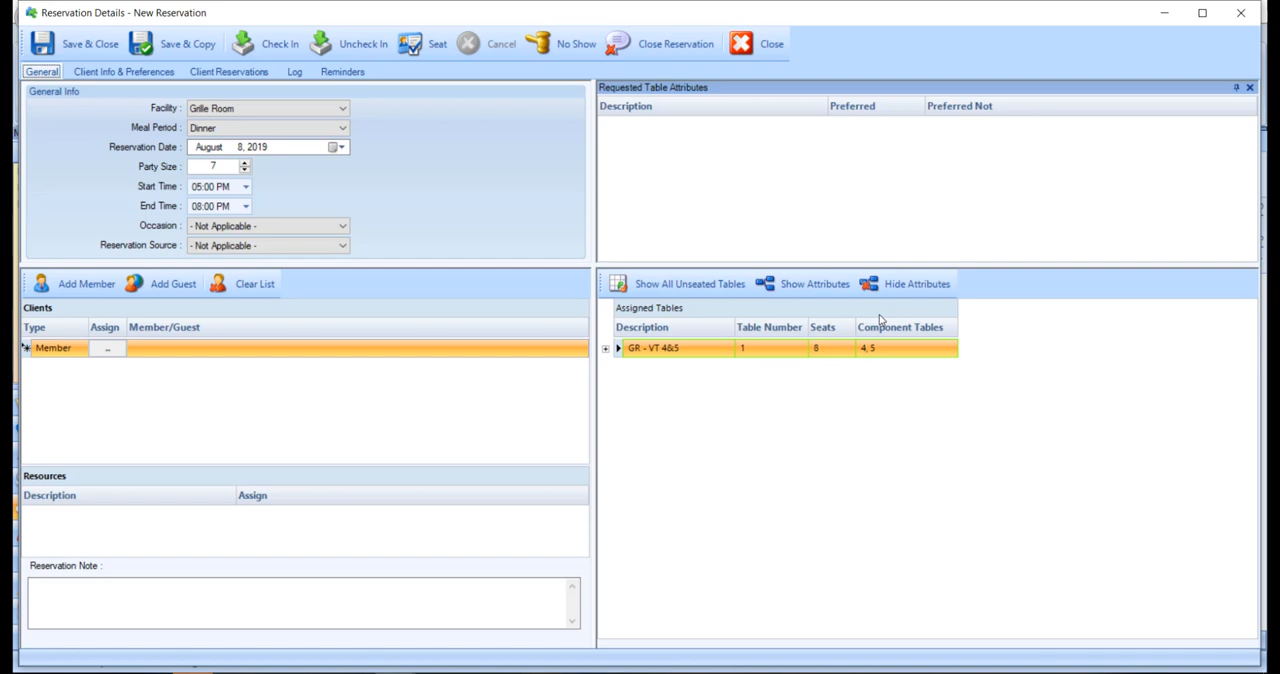 Reservation Details - New Reservation
Save & Close Save & Copy Check In Uncheck In Seat Cancel No Show Close Reservation Close
General Client Info & Preferences Client Reservations Log Reminders
General Info
Facility : Grille Room
Meal Period : Dinner
Reservation Date : August 8, 2019
Party Size : 7
Start Time : 05:00 PM
End Time : 08:00 PM
Occasion : - Not Applicable -
Reservation Source : - Not Applicable -
Requested Table Attributes
Description Preferred Preferred Not
Add Member Add Guest Clear List
Clients
Type Assign Member/Guest
Member ...
Resources
Description Assign
Reservation Note :
Show All Unseated Tables Show Attributes Hide Attributes
Assigned Tables
Description Table Number Seats Component Tables
GR - VT 4&5 1 8 4, 5